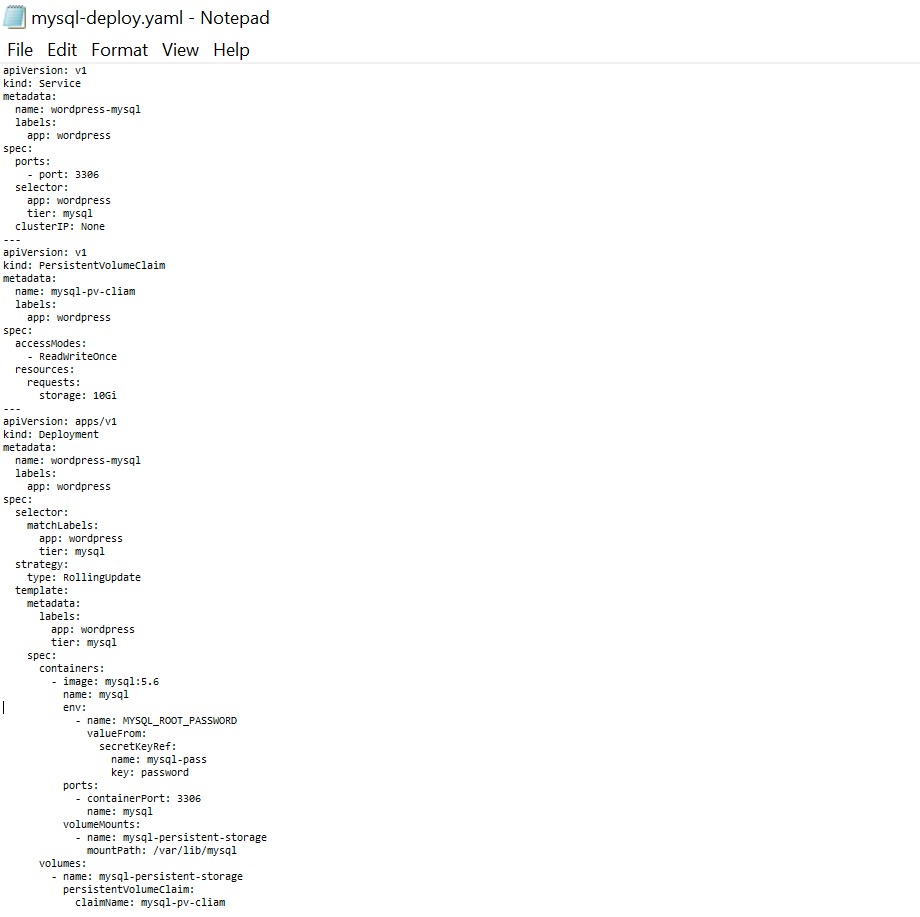 mysql-deploy.yaml - Notepad
File Edit Format View Help
apiVersion: v1
kind: Service
metadata:
  name: wordpress-mysql
  labels:
    app: wordpress
spec:
  ports:
    - port: 3306
  selector:
    app: wordpress
    tier: mysql
  clusterIP: None
---
apiVersion: v1
kind: PersistentVolumeClaim
metadata:
  name: mysql-pv-cliam
  labels:
    app: wordpress
spec:
  accessModes:
    - ReadWriteOnce
  resources:
    requests:
      storage: 10Gi
---
apiVersion: apps/v1
kind: Deployment
metadata:
  name: wordpress-mysql
  labels:
    app: wordpress
spec:
  selector:
    matchLabels:
      app: wordpress
      tier: mysql
  strategy:
    type: RollingUpdate
  template:
    metadata:
      labels:
        app: wordpress
        tier: mysql
    spec:
      containers:
        - image: mysql:5.6
          name: mysql
          env:
            - name: MYSQL_ROOT_PASSWORD
              valueFrom:
                secretKeyRef:
                  name: mysql-pass
                  key: password
          ports:
            - containerPort: 3306
              name: mysql
          volumeMounts:
            - name: mysql-persistent-storage
              mountPath: /var/lib/mysql
      volumes:
        - name: mysql-persistent-storage
          persistentVolumeClaim:
            claimName: mysql-pv-cliam